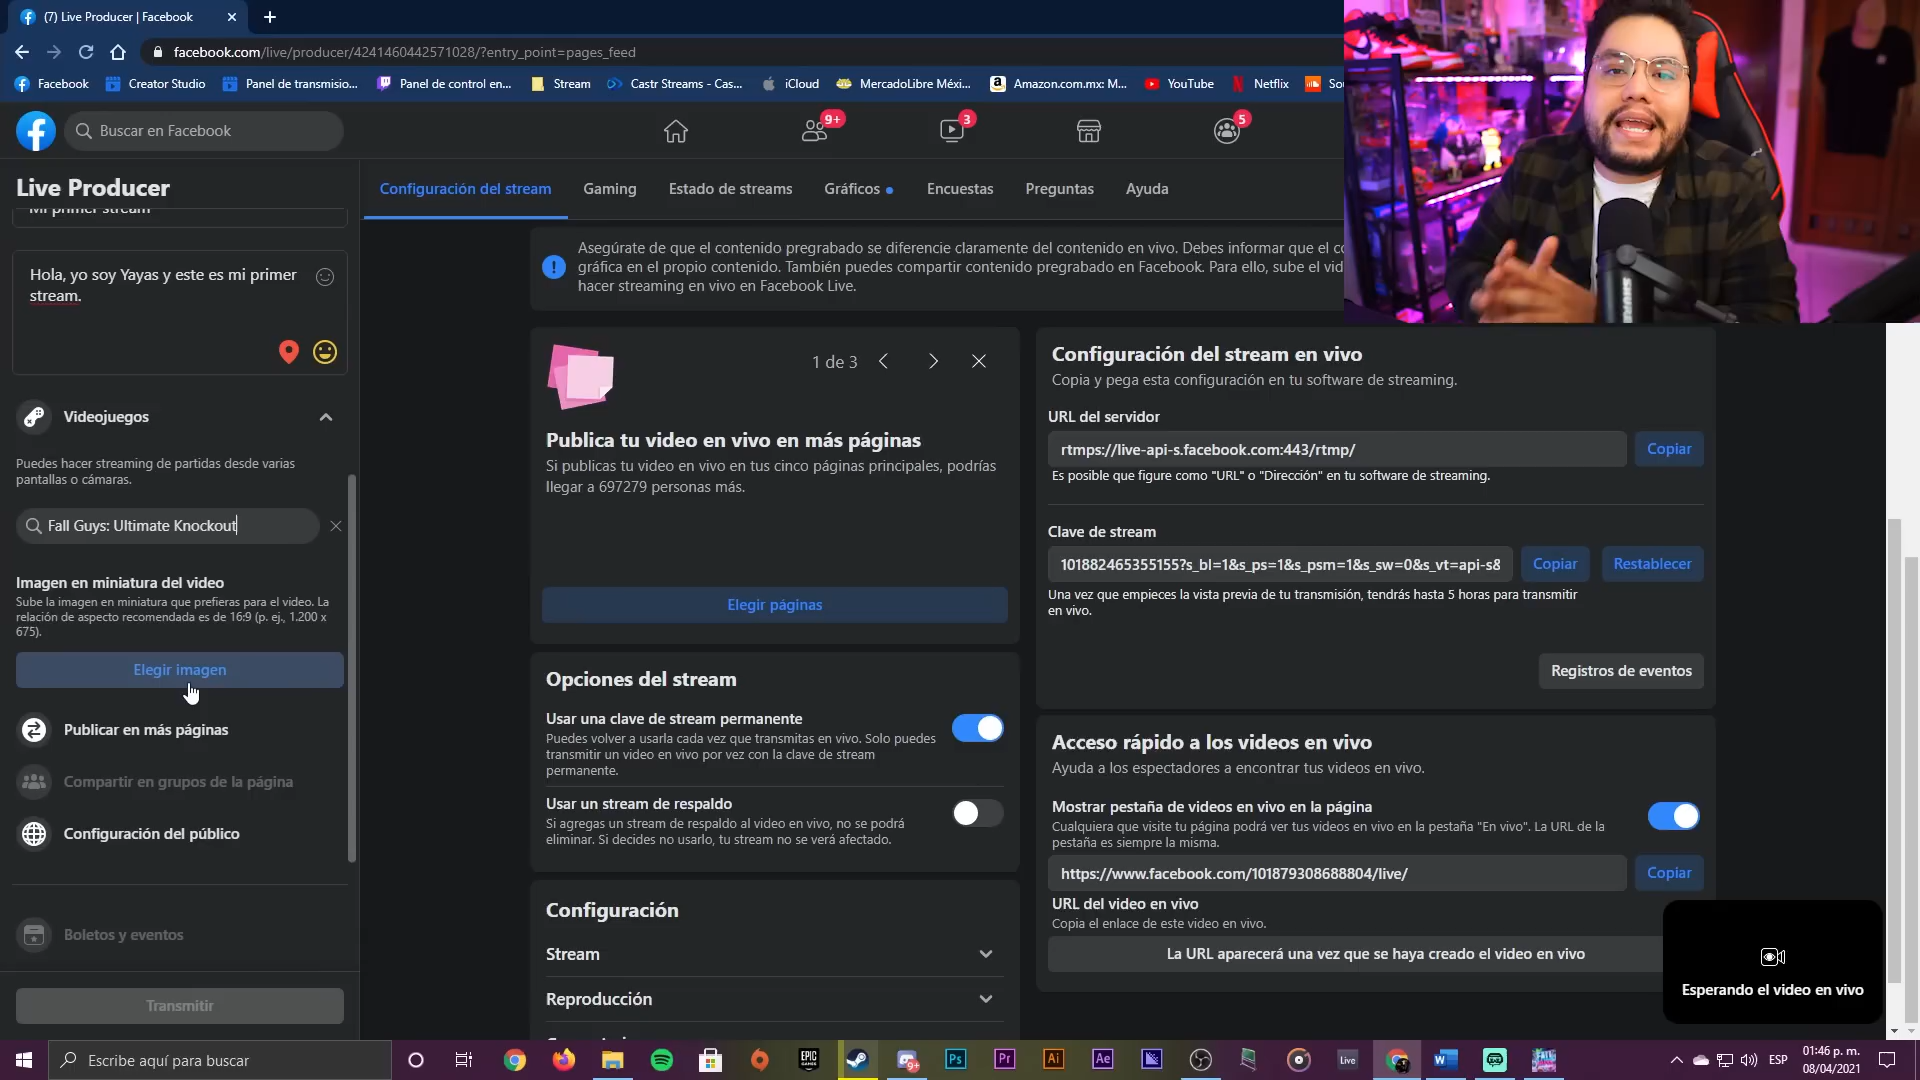 (7) Live Producer | Facebook
facebook.com/live/producer/4241460442571028/?entry_point=pages_feed
Facebook
Creator Studio
Panel de transmisio...
Panel de control en...
Stream
Castr Streams - Cas...
iCloud
MercadoLibre Méxi...
Amazon.com.mx: M...
YouTube
Netflix
Buscar en Facebook
9+
3
5
Live Producer
Configuración del stream
Gaming
Estado de streams
Gráficos
Encuestas
Preguntas
Ayuda
Mi primer stream
Hola, yo soy Yayas y este es mi primer
stream.
Videojuegos
Puedes hacer streaming de partidas desde varias
pantallas o cámaras.
Fall Guys: Ultimate Knockout
Imagen en miniatura del video
Sube la imagen en miniatura que prefieras para el video. La
relación de aspecto recomendada es de 16:9 (p. ej., 1.200 x
675).
Elegir imagen
Publicar en más páginas
Compartir en grupos de la página
Configuración del público
Boletos y eventos
Transmitir
Asegúrate de que el contenido pregrabado se diferencie claramente del contenido en vivo. Debes informar que el
gráfica en el propio contenido. También puedes compartir contenido pregrabado en Facebook. Para ello, sube el
hacer streaming en vivo en Facebook Live.
1 de 3
Publica tu video en vivo en más páginas
Si publicas tu video en vivo en tus cinco páginas principales, podrías
llegar a 697279 personas más.
Elegir páginas
Opciones del stream
Usar una clave de stream permanente
Puedes volver a usarla cada vez que transmitas en vivo. Solo puedes
transmitir un video en vivo por vez con la clave de stream
permanente.
Usar un stream de respaldo
Si agregas un stream de respaldo al video en vivo, no se podrá
eliminar. Si decides no usarlo, tu stream no se verá afectado.
Configuración
Stream
Reproducción
Configuración del stream en vivo
Copia y pega esta configuración en tu software de streaming.
URL del servidor
rtmps://live-api-s.facebook.com:443/rtmp/
Copiar
Es posible que figure como "URL" o "Dirección" en tu software de streaming.
Clave de stream
101882465355155?s_bl=1&s_ps=1&s_psm=1&s_sw=0&s_vt=api-s&
Copiar
Restablecer
Una vez que empieces la vista previa de tu transmisión, tendrás hasta 5 horas para transmitir
en vivo.
Registros de eventos
Acceso rápido a los videos en vivo
Ayuda a los espectadores a encontrar tus videos en vivo.
Mostrar pestaña de videos en vivo en la página
Cualquiera que visite tu página podrá ver tus videos en vivo en la pestaña "En vivo". La URL de la
pestaña es siempre la misma.
https://www.facebook.com/101879308688804/live/
Copiar
URL del video en vivo
Copia el enlace de este video en vivo.
La URL aparecerá una vez que se haya creado el video en vivo
Esperando el video en vivo
SHURE
Escribe aquí para buscar
EPIC
9+
Ps
Pr
Ai
Ae
Live
W
ESP
01:46 p. m.
08/04/2021